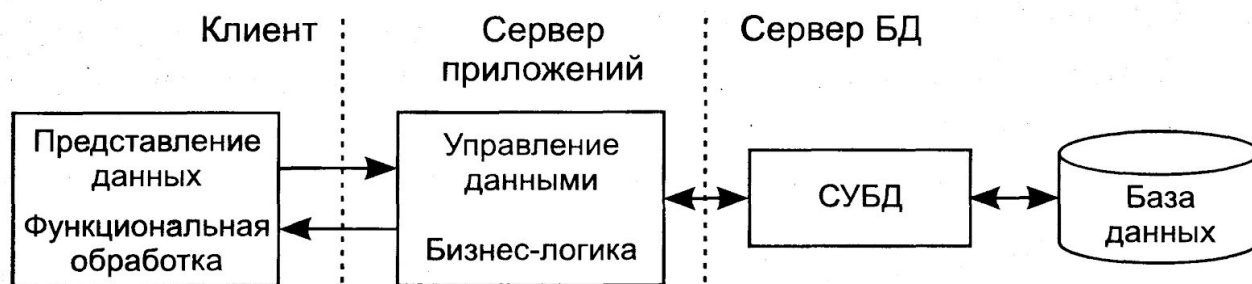 Клиент
Сервер
приложений
Сервер БД
Представление
данных
Функциональная
обработка
Управление
данными
Бизнес-логика
СУБД
База
данных